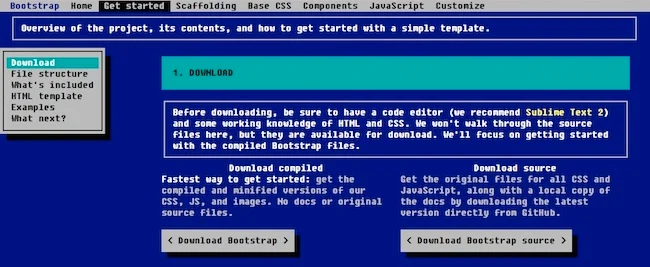 Bootstrap Home Get started Scaffolding Base CSS Components JavaScript Customize
Overview of the project, its contents, and how to get started with a simple template.
Download
File structure
What's included
HTML template
Examples
What next?
1. DOWNLOAD
Before downloading, be sure to have a code editor (we recommend Sublime Text 2)
and some working knowledge of HTML and CSS. We won't walk through the source
files here, but they are available for download. We'll focus on getting started
with the compiled Bootstrap files.
Download compiled
Fastest way to get started: get the
compiled and minified versions of our
CSS, JS, and images. No docs or original
source files.
< Download Bootstrap >
Download source
Get the original files for all CSS and
JavaScript, along with a local copy of
the docs by downloading the latest
version directly from GitHub.
< Download Bootstrap source >